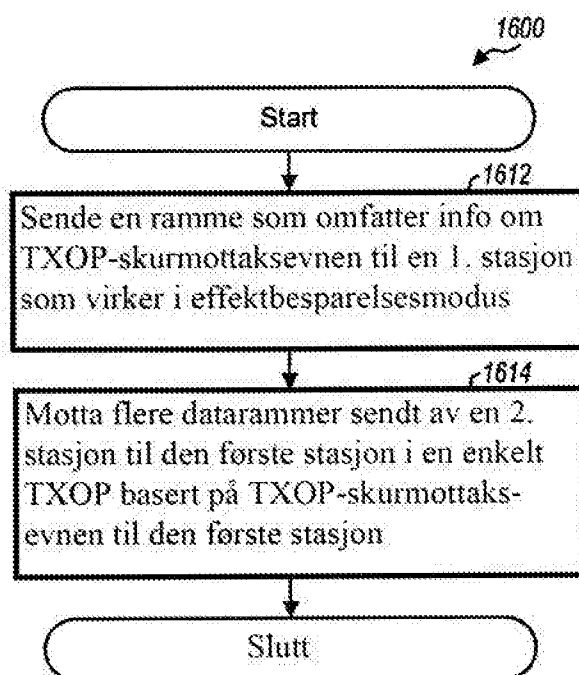 1600
Start
1612
Sende en ramme som omfatter info om
TXOP-skurmottaksevnen til en 1. stasjon
som virker i effektbesparelsesmodus
1614
Motta flere datarammer sendt av en 2.
stasjon til den første stasjon i en enkelt
TXOP basert på TXOP-skurmottaks-
evnen til den første stasjon
Slutt